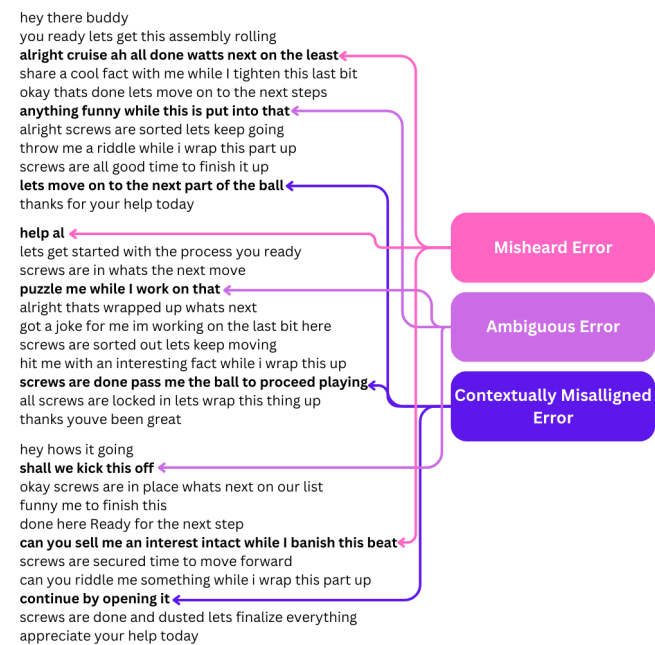 hey there buddy
you ready lets get this assembly rolling
alright cruise ah all done watts next on the least
share a cool fact with me while I tighten this last bit
okay thats done lets move on to the next steps
anything funny while this is put into that
alright screws are sorted lets keep going
throw me a riddle while i wrap this part up
screws are all good time to finish it up
lets move on to the next part of the ball
thanks for your help today
help al
lets get started with the process you ready
screws are in whats the next move
puzzle me while I work on that
alright thats wrapped up whats next
got a joke for me im working on the last bit here
screws are sorted out lets keep moving
hit me with an interesting fact while i wrap this up
screws are done pass me the ball to proceed playing
all screws are locked in lets wrap this thing up
thanks youve been great
hey hows it going
shall we kick this off
okay screws are in place whats next on our list
funny me to finish this
done here Ready for the next step
can you sell me an interest intact while I banish this beat
screws are secured time to move forward
can you riddle me something while i wrap this part up
continue by opening it
screws are done and dusted lets finalize everything
appreciate your help today
Misheard Error
Ambiguous Error
Contextually Misalligned
Error